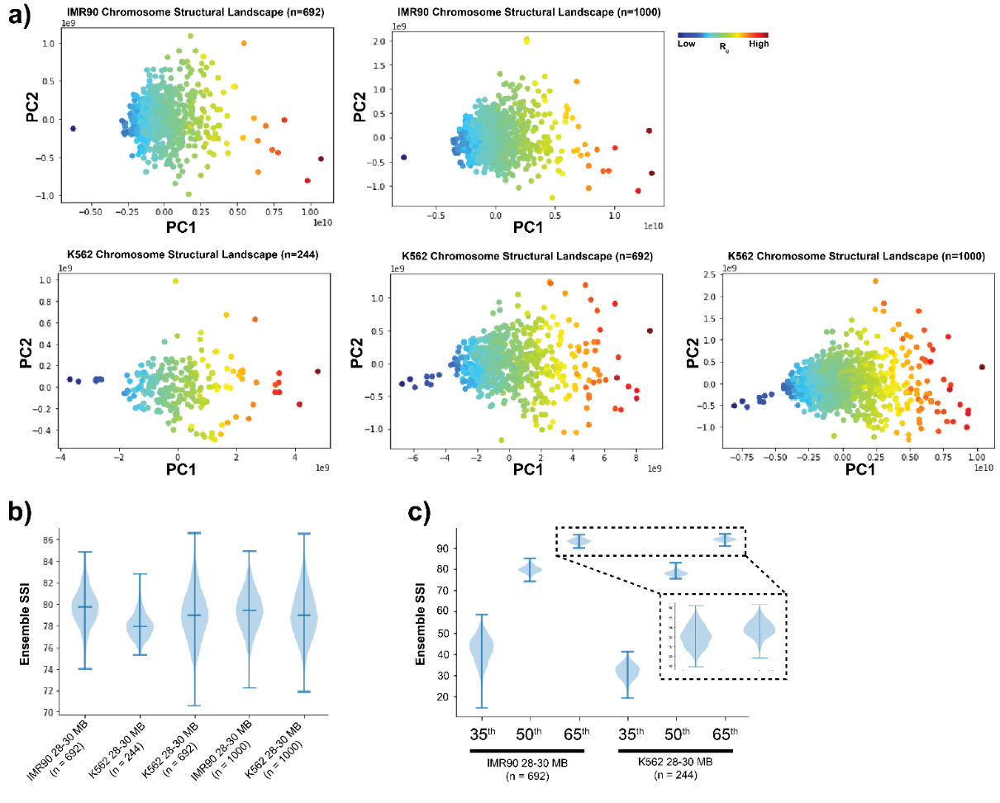 a)
IMR90 Chromosome Structural Landscape (n=692)
1e9
1.0
0.5
0.0
−0.5
−1.0
PC2
−0.5 −0.25 0.00 0.25 0.50 0.75 1.00
PC1
1e10
IMR90 Chromosome Structural Landscape (n=1000)
1e9
2.0
1.5
1.0
0.5
0.0
−0.5
−1.0
PC2
−0.5 0.0 0.5 1.0
PC1
1e10
Low Rg High
K562 Chromosome Structural Landscape (n=244)
1e9
1.0
0.8
0.6
0.4
0.2
0.0
−0.2
−0.4
PC2
−4 −2 0 2 4
PC1
1e9
K562 Chromosome Structural Landscape (n=692)
1e9
1.0
0.5
0.0
−0.5
−1.0
PC2
−6 −4 −2 0 2 4 6 8
PC1
1e9
K562 Chromosome Structural Landscape (n=1000)
1e9
2.5
2.0
1.5
1.0
0.5
0.0
−0.5
−1.0
PC2
−0.75 −0.50 −0.25 0.00 0.25 0.50 0.75 1.00
PC1
1e10
b)
86
84
82
80
78
76
74
72
70
Ensemble SSI
IMR90 28-30 MB
(n = 692)
K562 28-30 MB
(n = 244)
K562 28-30 MB
(n = 692)
IMR90 28-30 MB
(n = 1000)
K562 28-30 MB
(n = 1000)
c)
90
80
70
60
50
40
30
20
Ensemble SSI
35th 50th 65th 35th 50th 65th
IMR90 28-30 MB
(n = 692)
K562 28-30 MB
(n = 244)